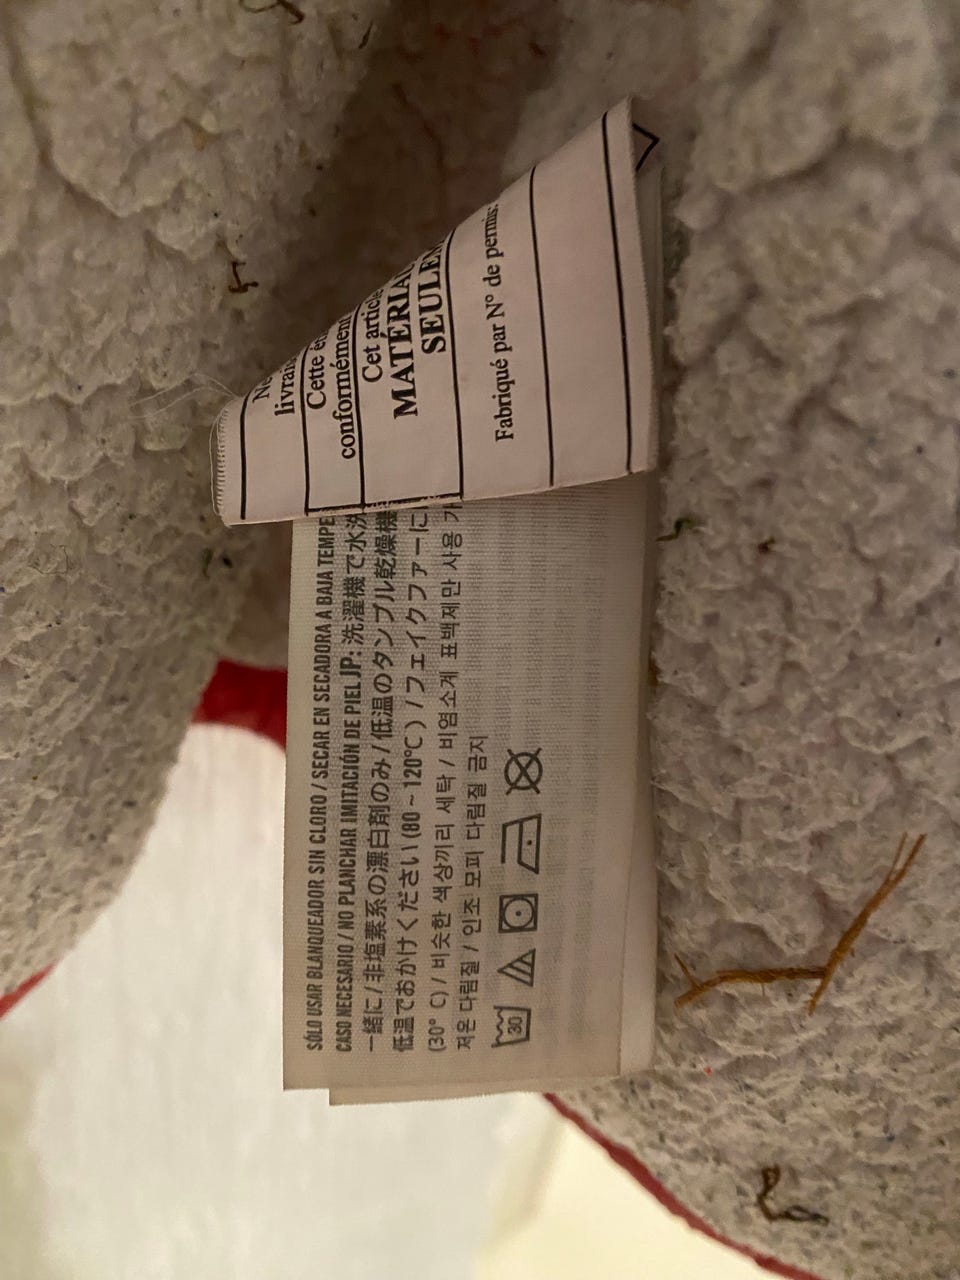 livrais
Cette ét
conformément
Cet article
MATÉRIA
SEULEM
Fabriqué par N° de permis:
SÓLO USAR BLANQUEADOR SIN CLORO / SECAR EN SECADORA A BAJA TEMPE
CASO NECESARIO / NO PLANCHAR IMITACIÓN DE PIEL JP: 洗濯機で水洗
一緒に / 非塩素系の漂白剤のみ / 低温のタンブル乾燥機
低温でおかけください (80 ~ 120℃) / フェイクファーに
(30° C) / 비슷한 색상끼리 세탁 / 비염소계 표백제만 사용 가
저온 다림질 / 인조 모피 다림질 금지
30